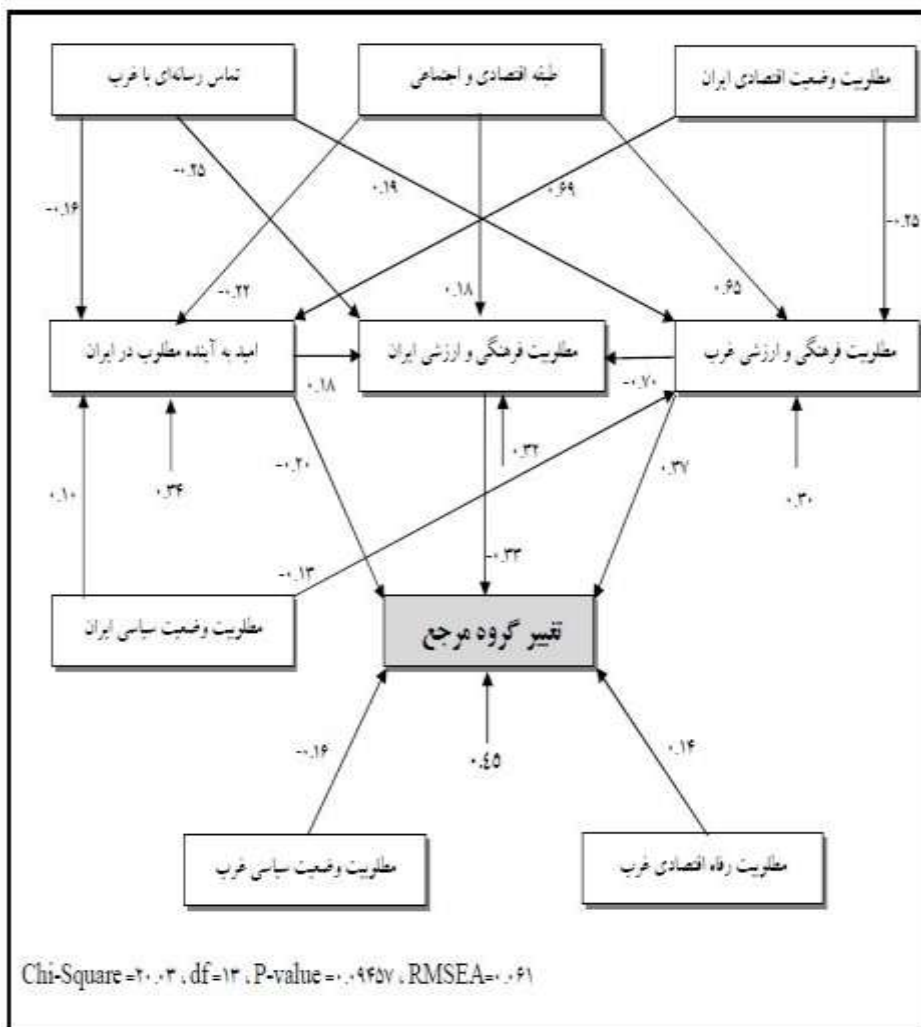 مطلوبیت وضعیت اقتصادی ایران
طبقه اقتصادی و اجتماعی
تماس رسانه‌ای با غرب
-۰.۱۶
-۰.۲۵
۰.۱۹
۰.۶۹
-۰.۲۵
-۰.۲۲
۰.۱۸
۰.۶۵
مطلوبیت فرهنگی و ارزشی غرب
مطلوبیت فرهنگی و ارزشی ایران
امید به آینده مطلوب در ایران
۰.۱۸
-۰.۷۰
۰.۱۰
۰.۳۴
-۰.۲۰
۰.۳۲
۰.۳۷
۰.۳۰
-۰.۱۳
-۰.۳۳
مطلوبیت وضعیت سیاسی ایران
تغییر گروه مرجع
-۰.۱۶
۰.٤٥
۰.۱۴
مطلوبیت رفاه اقتصادی غرب
مطلوبیت وضعیت سیاسی غرب
Chi-Square=۲۰.۰۳ ، df=۱۳ ، P-value=۰.۰۹۴۵۷ ، RMSEA=۰.۰۶۱